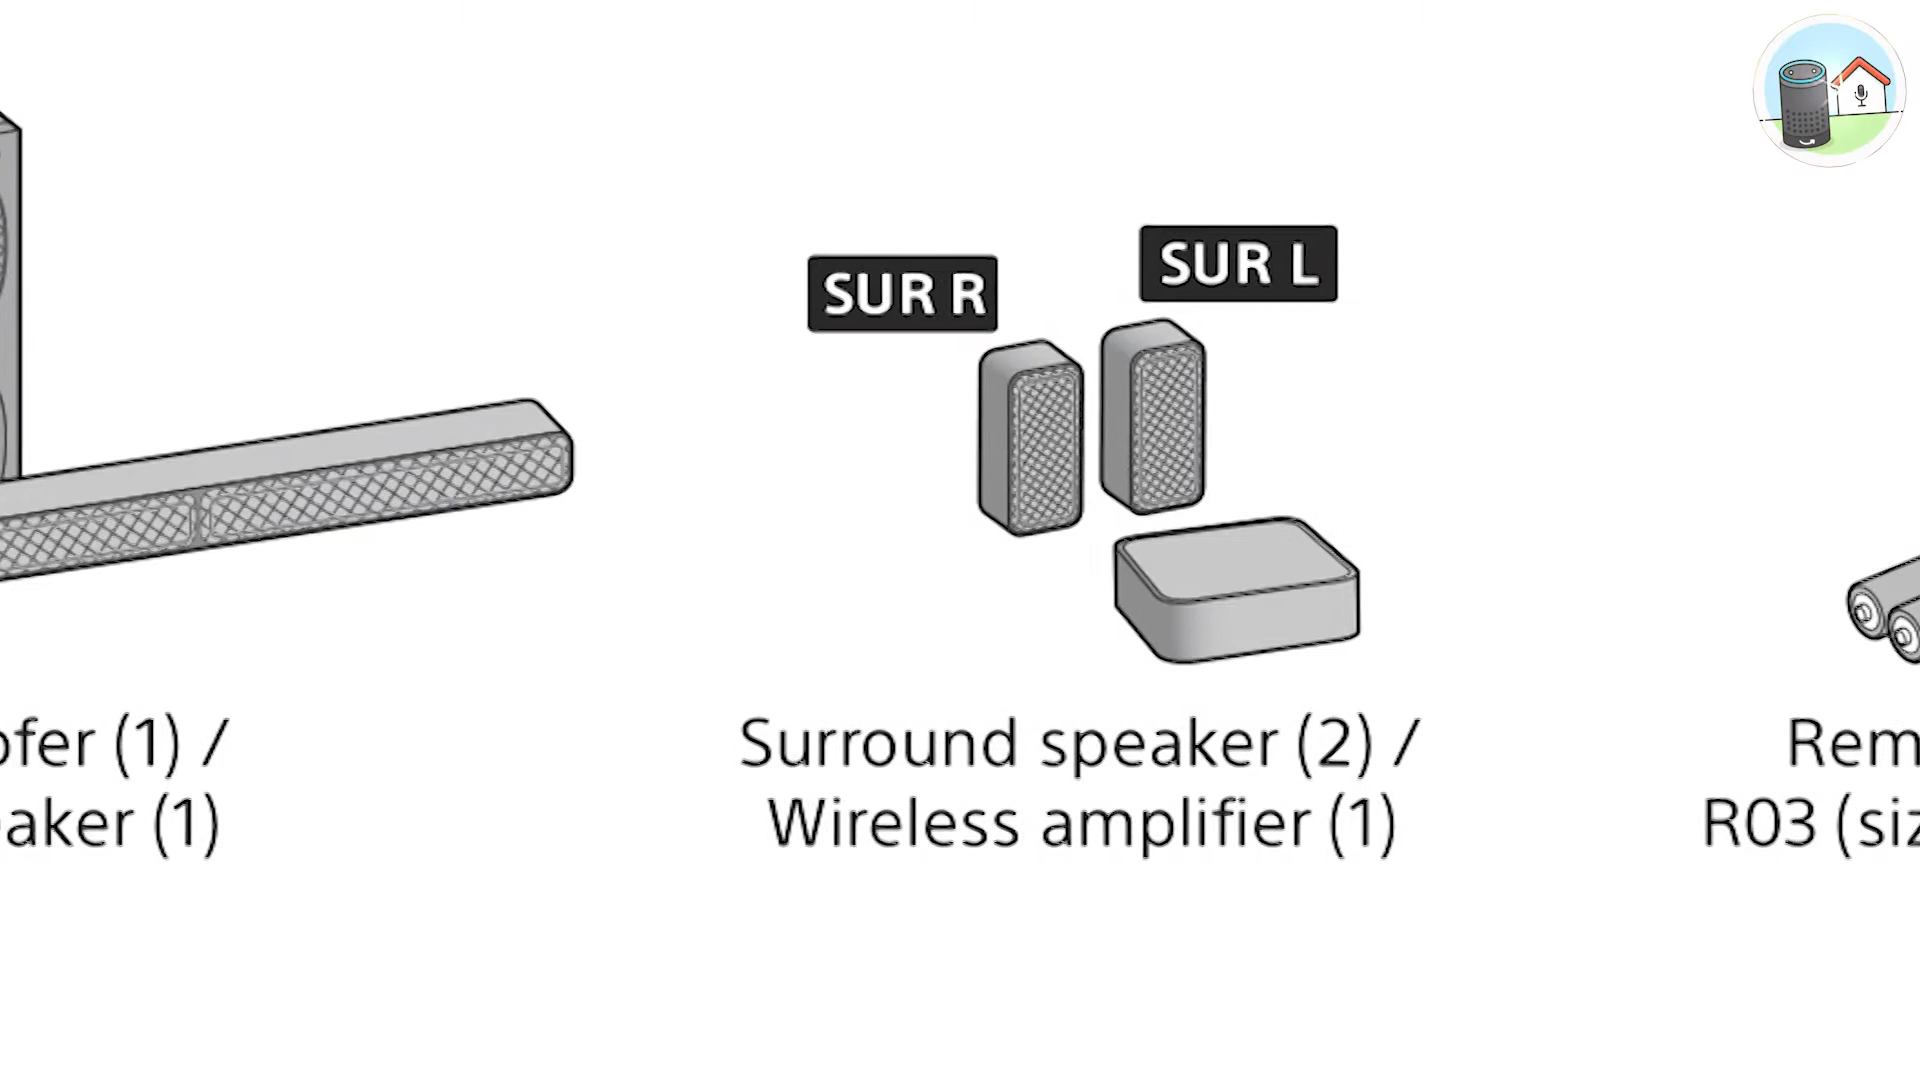 SUR R
SUR L
ofer (1) /
aker (1)
Surround speaker (2) /
Wireless amplifier (1)
Rem
R03 (siz